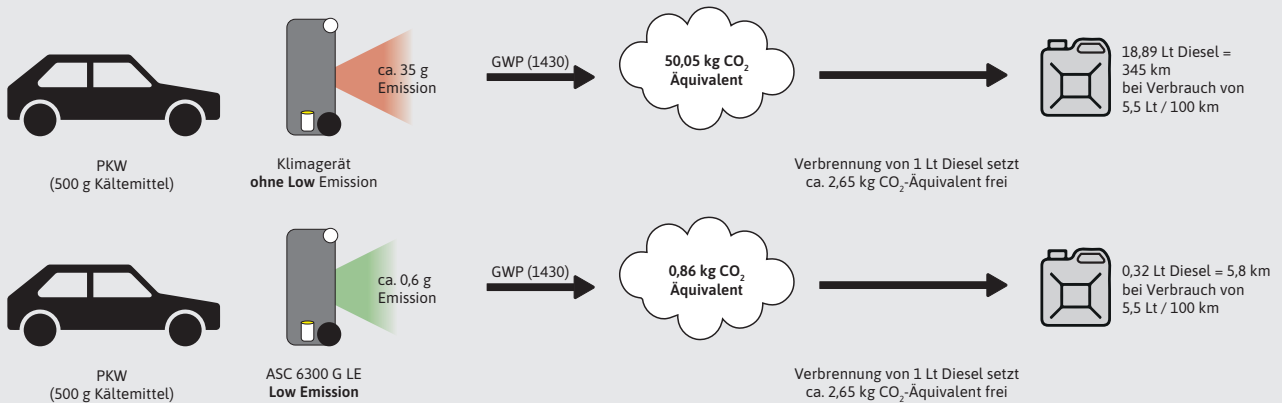 ca. 35 g
Emission
GWP (1430)
50,05 kg CO₂
Äquivalent
18,89 Lt Diesel =
345 km
bei Verbrauch von
5,5 Lt / 100 km
PKW
(500 g Kältemittel)
Klimagerät
ohne Low Emission
Verbrennung von 1 Lt Diesel setzt
ca. 2,65 kg CO₂-Äquivalent frei
ca. 0,6 g
Emission
GWP (1430)
0,86 kg CO₂
Äquivalent
0,32 Lt Diesel = 5,8 km
bei Verbrauch von
5,5 Lt / 100 km
PKW
(500 g Kältemittel)
ASC 6300 G LE
Low Emission
Verbrennung von 1 Lt Diesel setzt
ca. 2,65 kg CO₂-Äquivalent frei